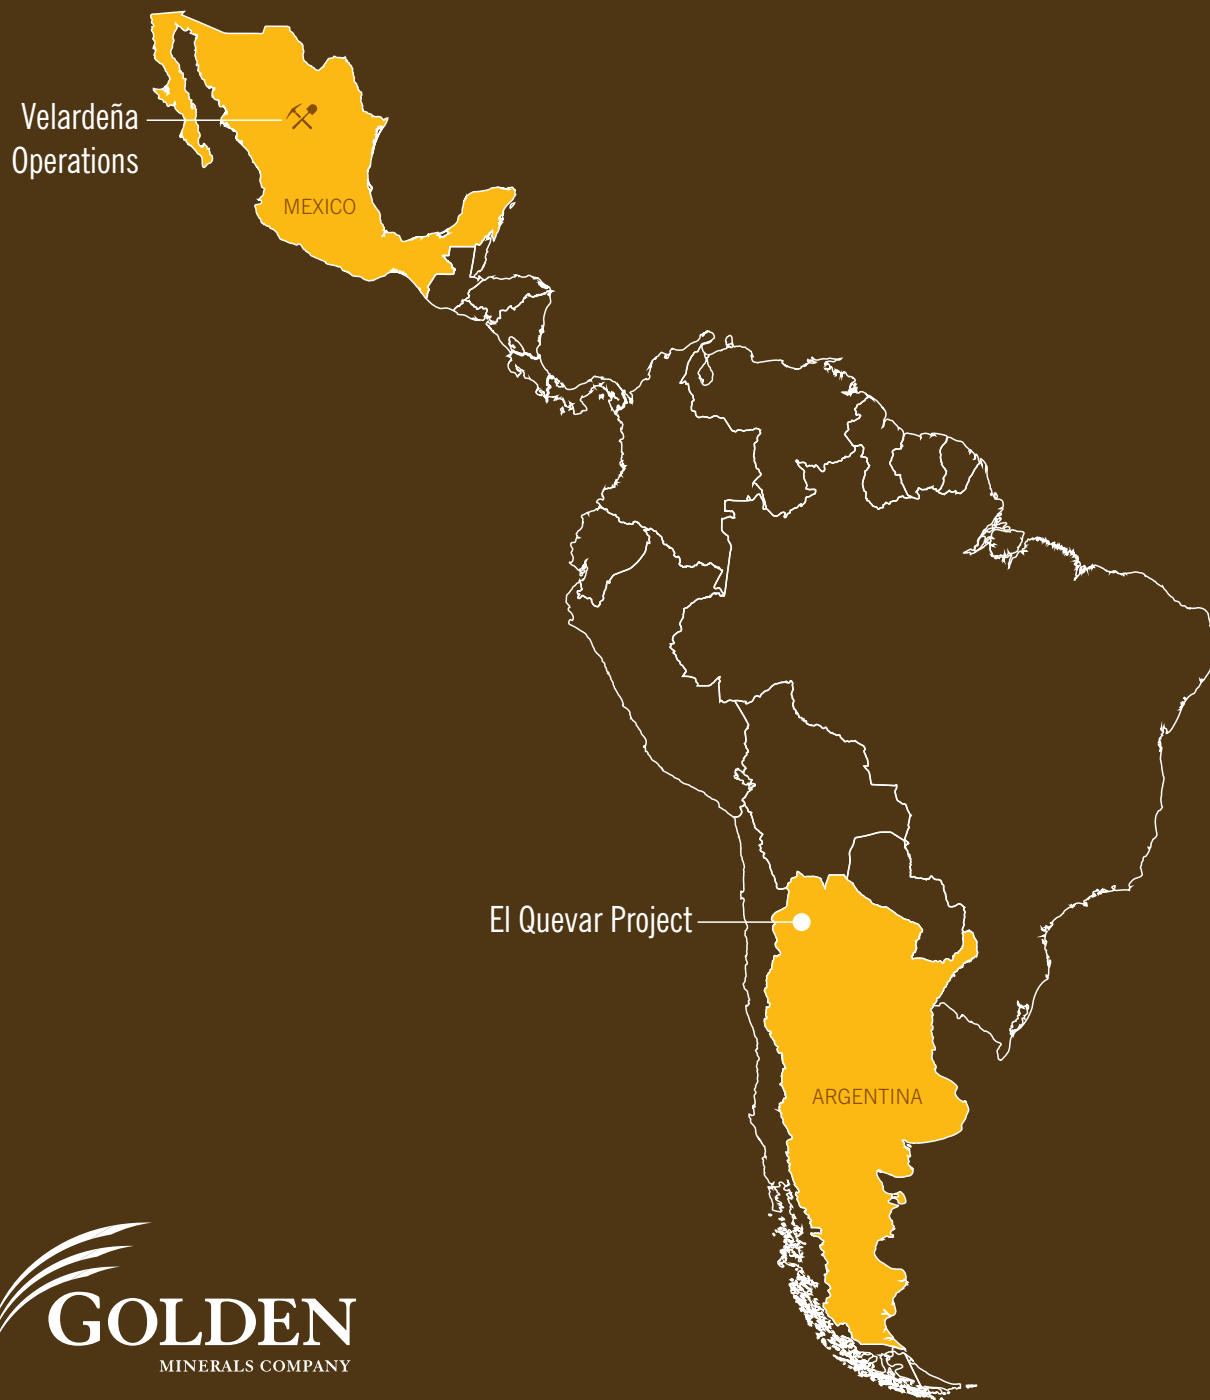 Velardeña
Operations
MEXICO
El Quevar Project
ARGENTINA
GOLDEN
MINERALS COMPANY